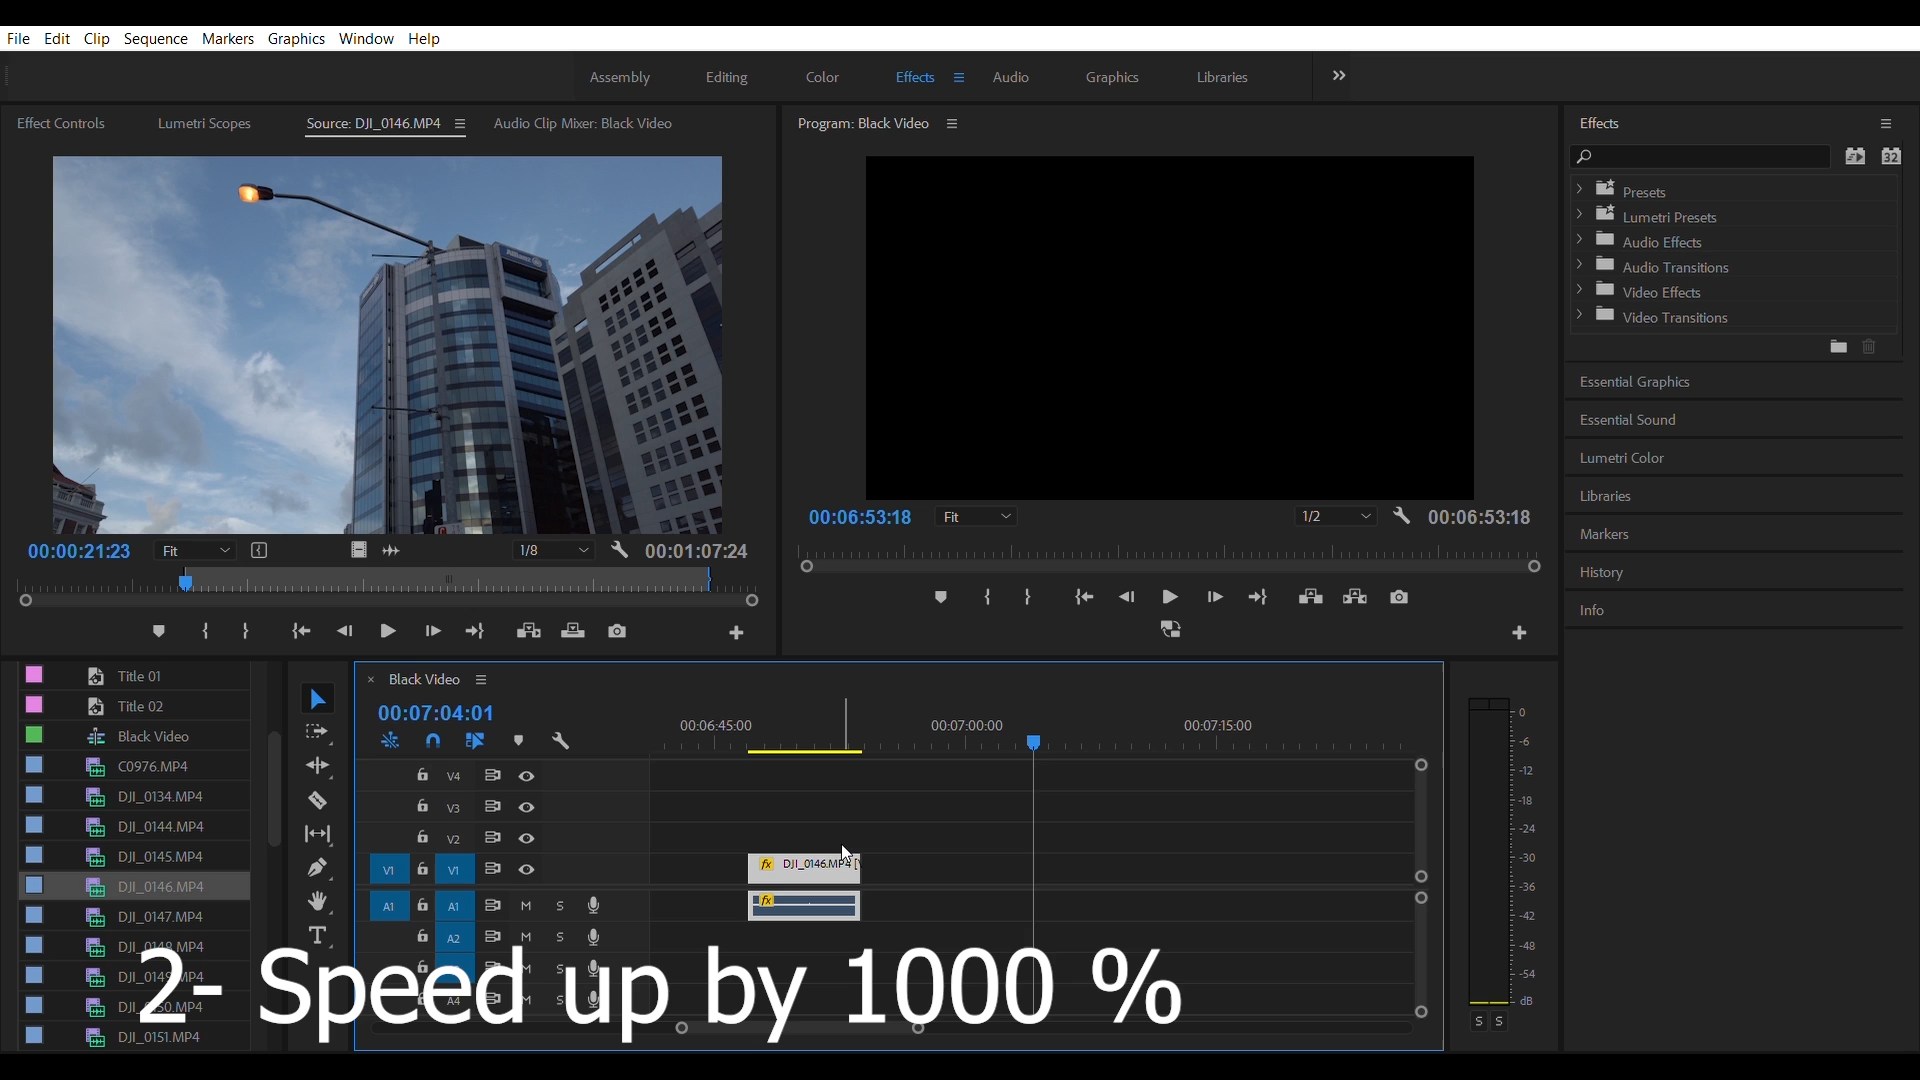 File Edit Clip Sequence Markers Graphics Window Help
Assembly Editing Color Effects Audio Graphics Libraries
Effect Controls Lumetri Scopes Source: DJI_0146.MP4 Audio Clip Mixer: Black Video
Program: Black Video
Effects
32
Presets
Lumetri Presets
Audio Effects
Audio Transitions
Video Effects
Video Transitions
Essential Graphics
Essential Sound
Lumetri Color
Libraries
Markers
History
Info
Allianz
00:00:21:23 Fit 1/8 00:01:07:24
00:06:53:18 Fit 1/2 00:06:53:18
Title 01
Title 02
Black Video
C0976.MP4
DJI_0134.MP4
DJI_0144.MP4
DJI_0145.MP4
DJI_0146.MP4
DJI_0147.MP4
DJI_0148.MP4
DJI_0149.MP4
DJI_0150.MP4
DJI_0151.MP4
× Black Video
00:07:04:01
00:06:45:00 00:07:00:00 00:07:15:00
V4
V3
V2
V1 V1
fx DJI_0146.MP4 [V
A1 A1 M S
fx
A2 M S
M S
A4 M S
0
-6
-12
-18
-24
-30
-36
-42
-48
-54
dB
S S
2- Speed up by 1000 %